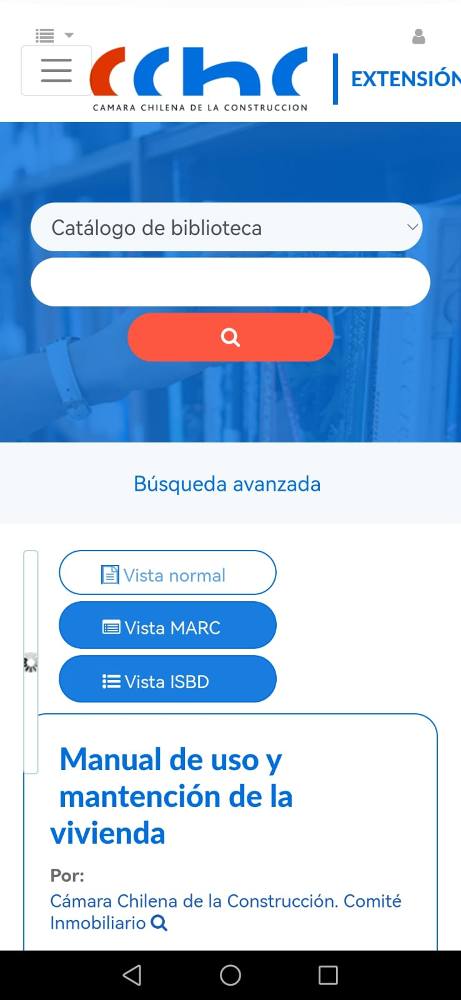 CAMARA CHILENA DE LA CONSTRUCCION
EXTENSIÓN
Catálogo de biblioteca
Búsqueda avanzada
Vista normal
Vista MARC
Vista ISBD
Manual de uso y
mantención de la
vivienda
Por:
Cámara Chilena de la Construcción. Comité
Inmobiliario